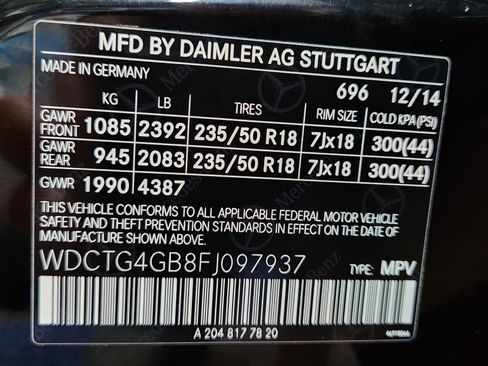 MFD BY DAIMLER AG STUTTGART
MADE IN GERMANY 696 12/14
KG LB TIRES RIM SIZE COLD KPA(PSI)
GAWR FRONT 1085 2392 235/50 R18 7Jx18 300(44)
GAWR REAR 945 2083 235/50 R18 7Jx18 300(44)
GVWR 1990 4387
THIS VEHICLE CONFORMS TO ALL APPLICABLE FEDERAL MOTOR VEHICLE
SAFETY AND THEFT PREVENTION STANDARDS IN EFFECT ON THE DATE OF
MANUFACTURE SHOWN ABOVE.
WDCTG4GB8FJ097937 TYPE: MPV
A 204 817 78 20